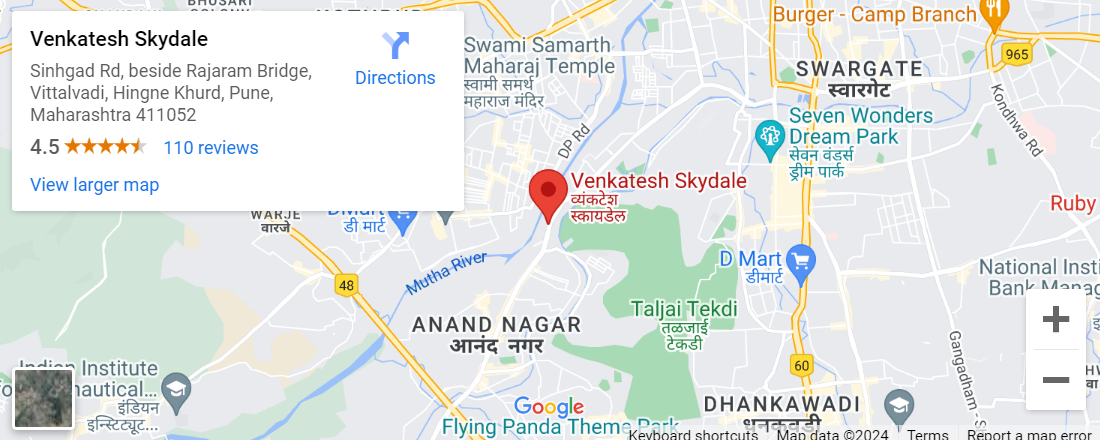 BHUSARI
COLONY
KOTHRUD
Venkatesh Skydale
Sinhgad Rd, beside Rajaram Bridge,
Vittalvadi, Hingne Khurd, Pune,
Maharashtra 411052
Directions
4.5
110 reviews
View larger map
Burger - Camp Branch
965
Swami Samarth
Maharaj Temple
स्वामी समर्थ
महाराज मंदिर
SWARGATE
स्वारगेट
Kondhwa Rd
Seven Wonders
Dream Park
सेवन वंडर्स
ड्रीम पार्क
DP Rd
Venkatesh Skydale
व्यंकटेश
स्कायडेल
Ruby
WARJE
वारजे
DMart
डी मार्ट
Mutha River
48
D Mart
डीमार्ट
National
Bank
Taljai Tekdi
तळजाई
टेकडी
ANAND NAGAR
आनंद नगर
Gangadham
60
Indian Institute
इंडियन
इन्स्टिट्यूट...
DHANKAWADI
धनकवडी
Google
Flying Panda Theme Park
Keyboard shortcuts
Map data ©2024
Terms
Report a map error